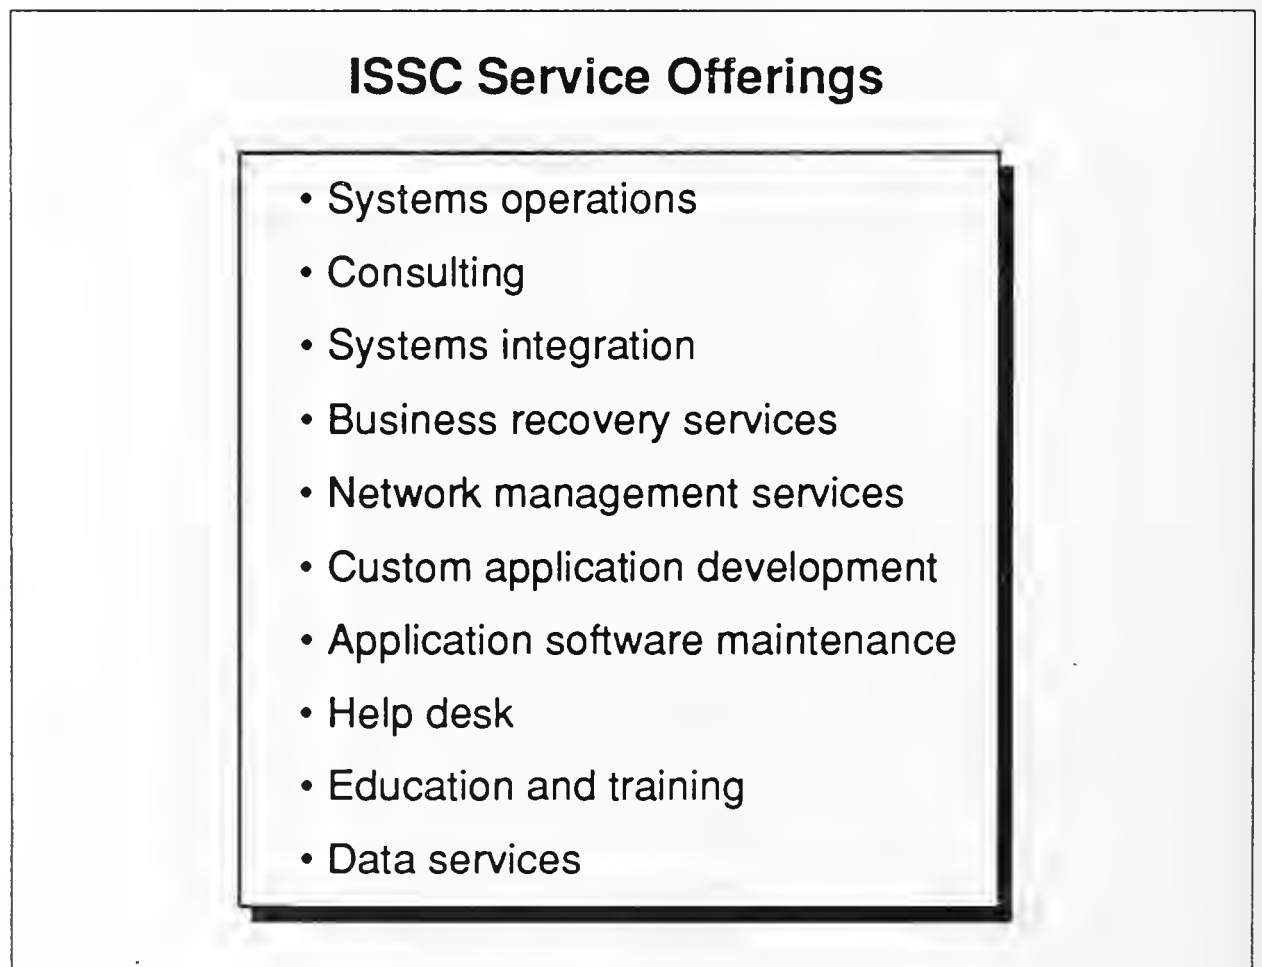 ISSC Service Offerings
• Systems operations
• Consulting
• Systems integration
• Business recovery services
• Network management services
• Custom application development
• Application software maintenance
• Help desk
• Education and training
• Data services